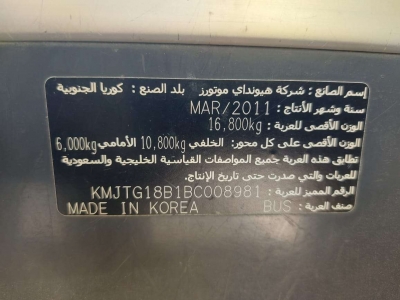 إسم الصانع : شركة هيونداي موتورز بلد الصنع : كوريا الجنوبية
سنة وشهر الأنتاج : MAR/2011
الوزن الأقصى للعربة : 16,800kg
الوزن الأقصى على كل محور: الخلفي 10,800kg الأمامي 6,000kg
تطابق هذه العربة جميع المواصفات القياسية الخليجية والسعودية
للعربات والتي صدرت حتى تاريخ الإنتاج.
الرقم المميز للعربة : KMJTG18B1BC008981
صنف العربة : BUS MADE IN KOREA